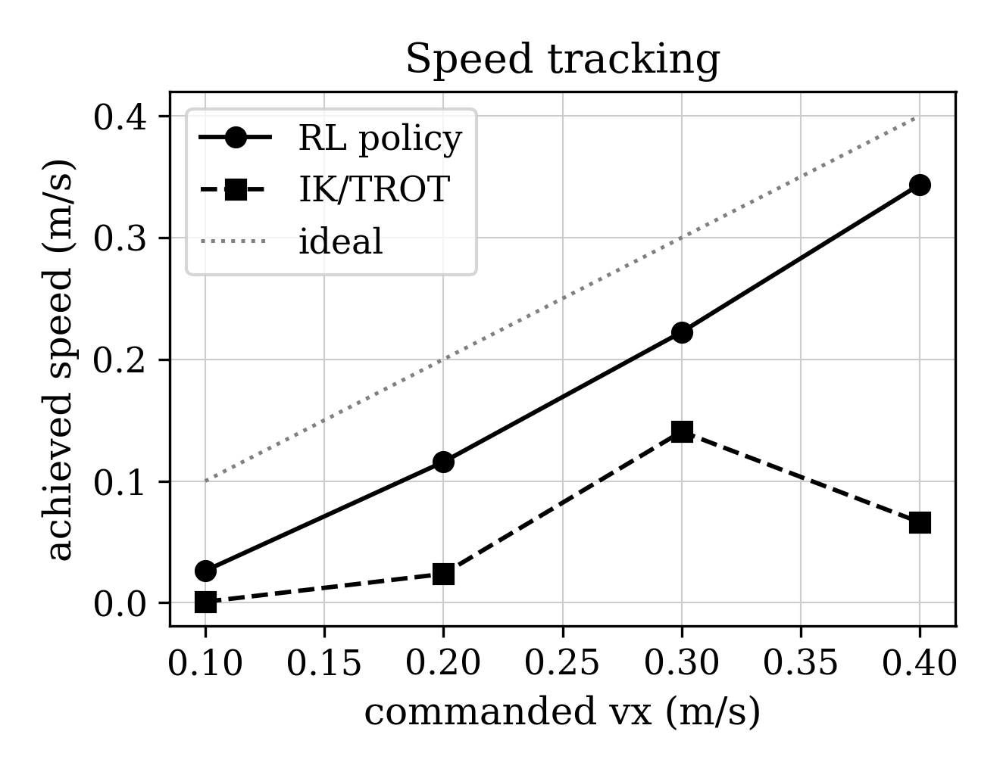 Speed tracking
RL policy
IK/TROT
ideal
achieved speed (m/s)
0.4
0.3
0.2
0.1
0.0
0.10 0.15 0.20 0.25 0.30 0.35 0.40
commanded vx (m/s)